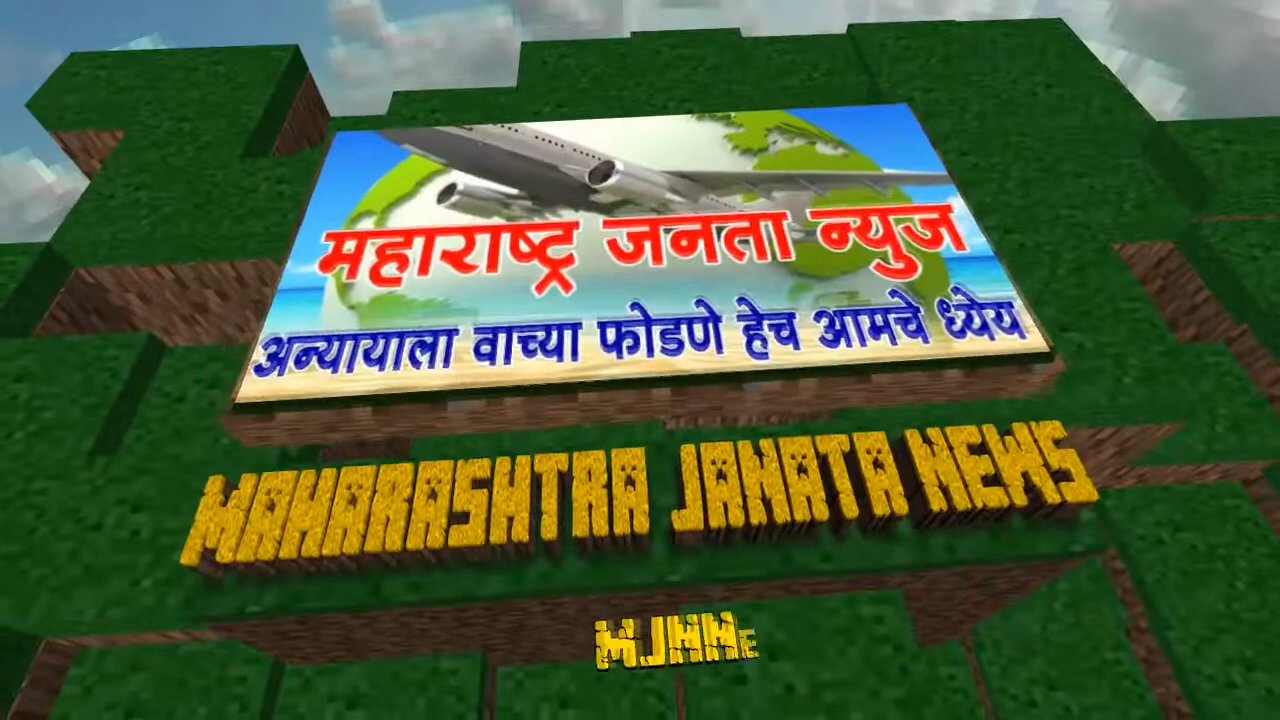 महाराष्ट्र जनता न्युज
अन्यायाला वाच्या फोडणे हेच आमचे ध्येय
MAHARASHTRA JANATA NEWS